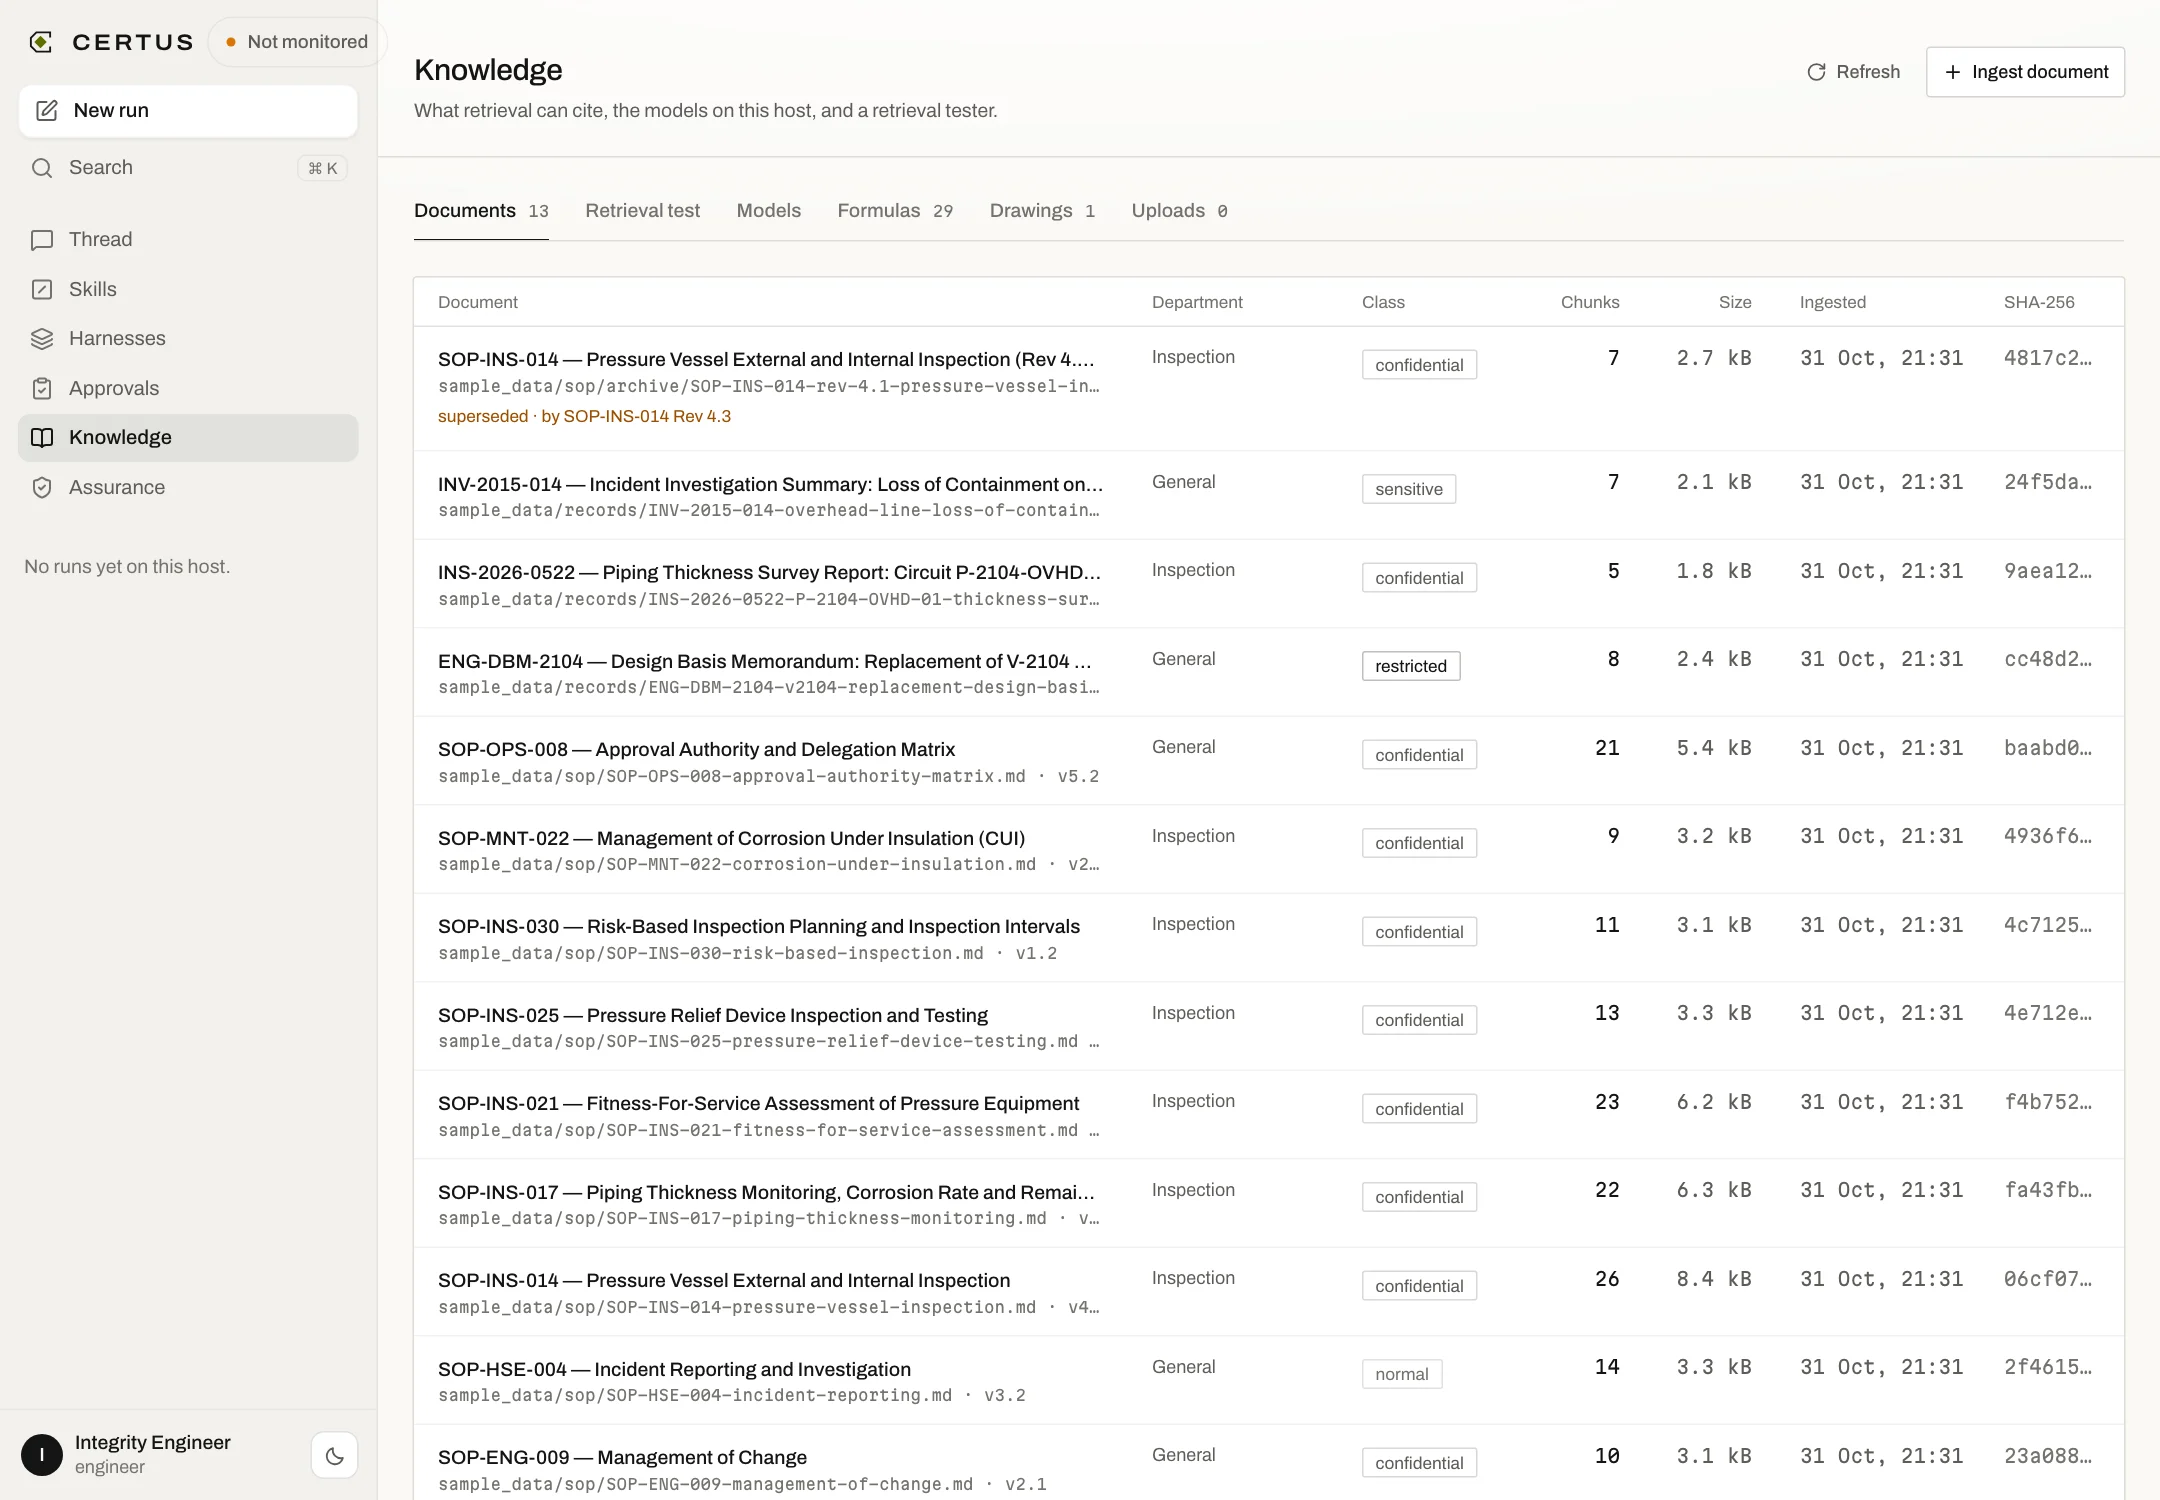 CERTUS
Not monitored
New run
Search
⌘ K
Thread
Skills
Harnesses
Approvals
Knowledge
Assurance
No runs yet on this host.
I
Integrity Engineer
engineer
Knowledge
What retrieval can cite, the models on this host, and a retrieval tester.
Refresh
+ Ingest document
Documents 13 Retrieval test Models Formulas 29 Drawings 1 Uploads 0
Document Department Class Chunks Size Ingested SHA-256
SOP-INS-014 — Pressure Vessel External and Internal Inspection (Rev 4.… Inspection confidential 7 2.7 kB 31 Oct, 21:31 4817c2…
sample_data/sop/archive/SOP-INS-014-rev-4.1-pressure-vessel-in…
superseded · by SOP-INS-014 Rev 4.3
INV-2015-014 — Incident Investigation Summary: Loss of Containment on… General sensitive 7 2.1 kB 31 Oct, 21:31 24f5da…
sample_data/records/INV-2015-014-overhead-line-loss-of-contain…
INS-2026-0522 — Piping Thickness Survey Report: Circuit P-2104-OVHD… Inspection confidential 5 1.8 kB 31 Oct, 21:31 9aea12…
sample_data/records/INS-2026-0522-P-2104-OVHD-01-thickness-sur…
ENG-DBM-2104 — Design Basis Memorandum: Replacement of V-2104 … General restricted 8 2.4 kB 31 Oct, 21:31 cc48d2…
sample_data/records/ENG-DBM-2104-v2104-replacement-design-basi…
SOP-OPS-008 — Approval Authority and Delegation Matrix General confidential 21 5.4 kB 31 Oct, 21:31 baabd0…
sample_data/sop/SOP-OPS-008-approval-authority-matrix.md · v5.2
SOP-MNT-022 — Management of Corrosion Under Insulation (CUI) Inspection confidential 9 3.2 kB 31 Oct, 21:31 4936f6…
sample_data/sop/SOP-MNT-022-corrosion-under-insulation.md · v2…
SOP-INS-030 — Risk-Based Inspection Planning and Inspection Intervals Inspection confidential 11 3.1 kB 31 Oct, 21:31 4c7125…
sample_data/sop/SOP-INS-030-risk-based-inspection.md · v1.2
SOP-INS-025 — Pressure Relief Device Inspection and Testing Inspection confidential 13 3.3 kB 31 Oct, 21:31 4e712e…
sample_data/sop/SOP-INS-025-pressure-relief-device-testing.md …
SOP-INS-021 — Fitness-For-Service Assessment of Pressure Equipment Inspection confidential 23 6.2 kB 31 Oct, 21:31 f4b752…
sample_data/sop/SOP-INS-021-fitness-for-service-assessment.md …
SOP-INS-017 — Piping Thickness Monitoring, Corrosion Rate and Remai… Inspection confidential 22 6.3 kB 31 Oct, 21:31 fa43fb…
sample_data/sop/SOP-INS-017-piping-thickness-monitoring.md · v…
SOP-INS-014 — Pressure Vessel External and Internal Inspection Inspection confidential 26 8.4 kB 31 Oct, 21:31 06cf07…
sample_data/sop/SOP-INS-014-pressure-vessel-inspection.md · v4…
SOP-HSE-004 — Incident Reporting and Investigation General normal 14 3.3 kB 31 Oct, 21:31 2f4615…
sample_data/sop/SOP-HSE-004-incident-reporting.md · v3.2
SOP-ENG-009 — Management of Change General confidential 10 3.1 kB 31 Oct, 21:31 23a088…
sample_data/sop/SOP-ENG-009-management-of-change.md · v2.1